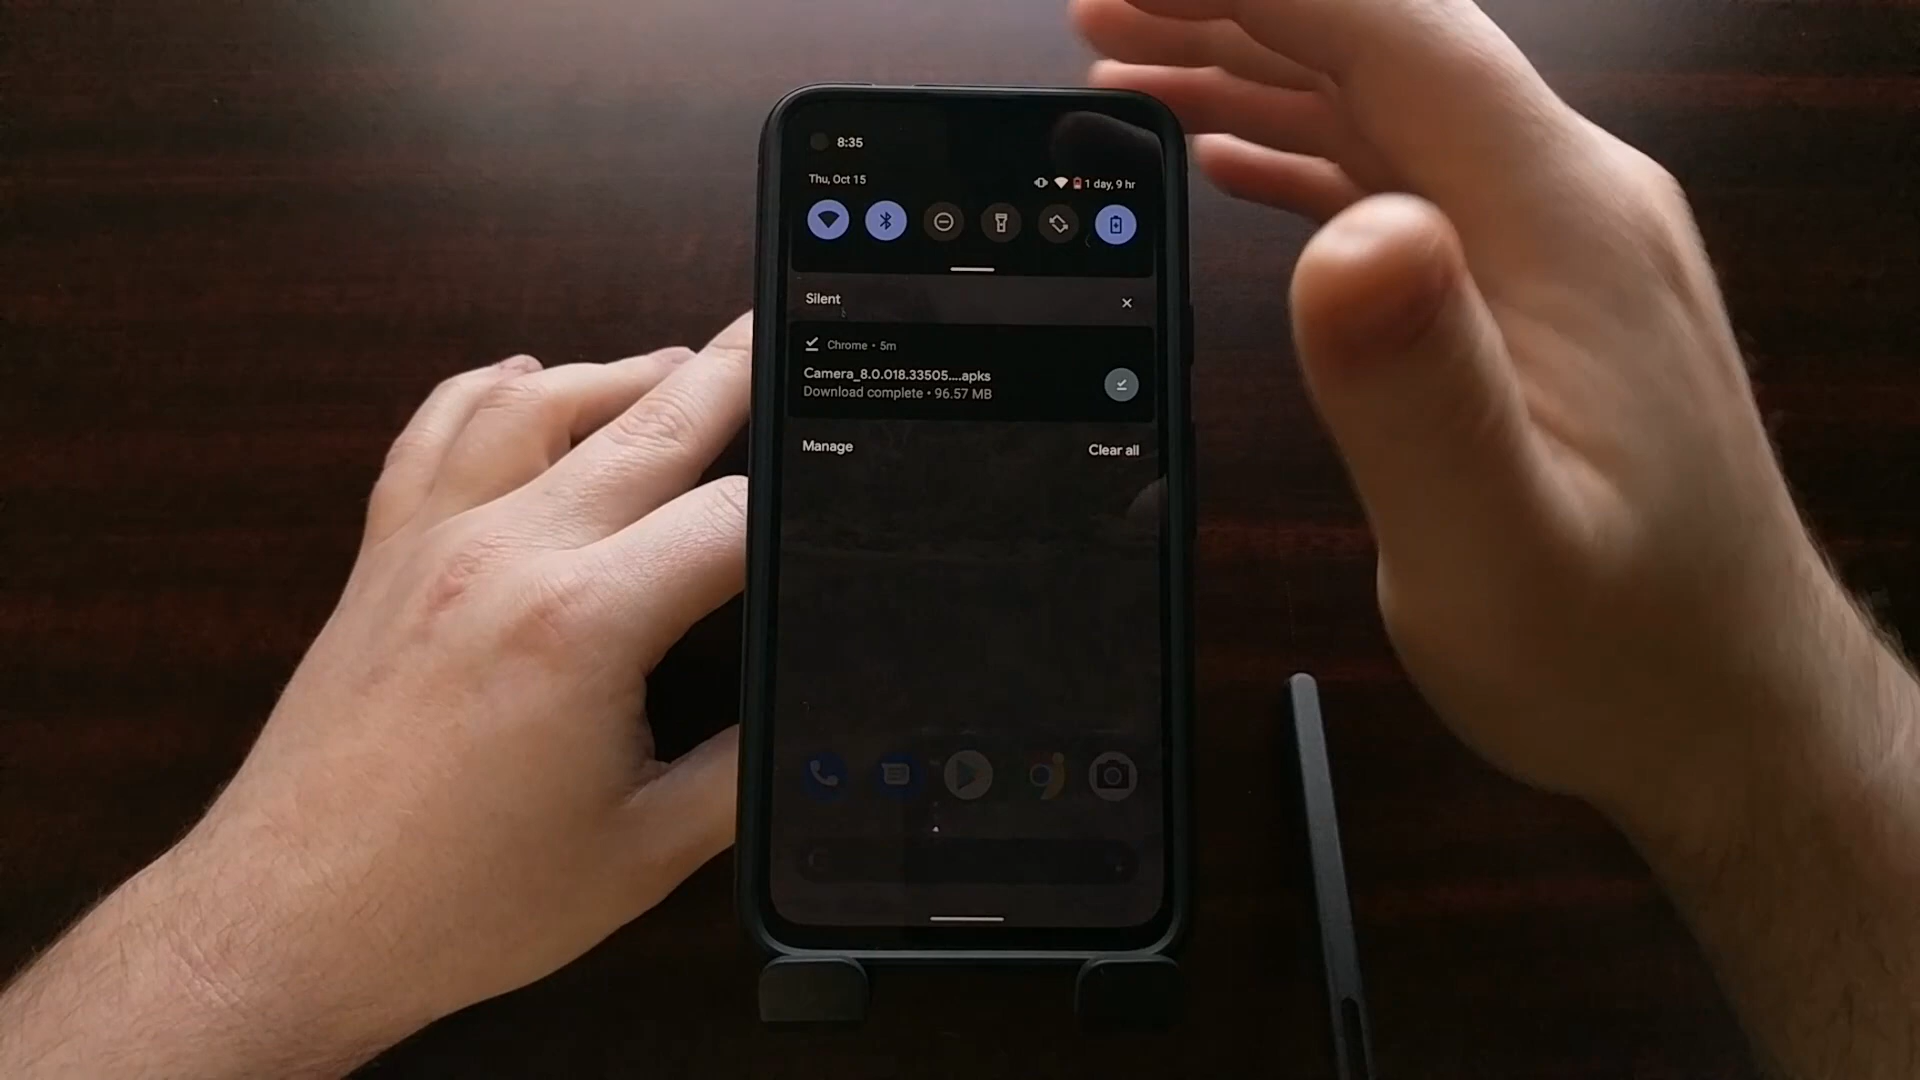 8:35
Thu, Oct 15
1 day, 9 hr
Silent
Chrome • 5m
Camera_8.0.018.33505....apks
Download complete • 96.57 MB
Manage
Clear all